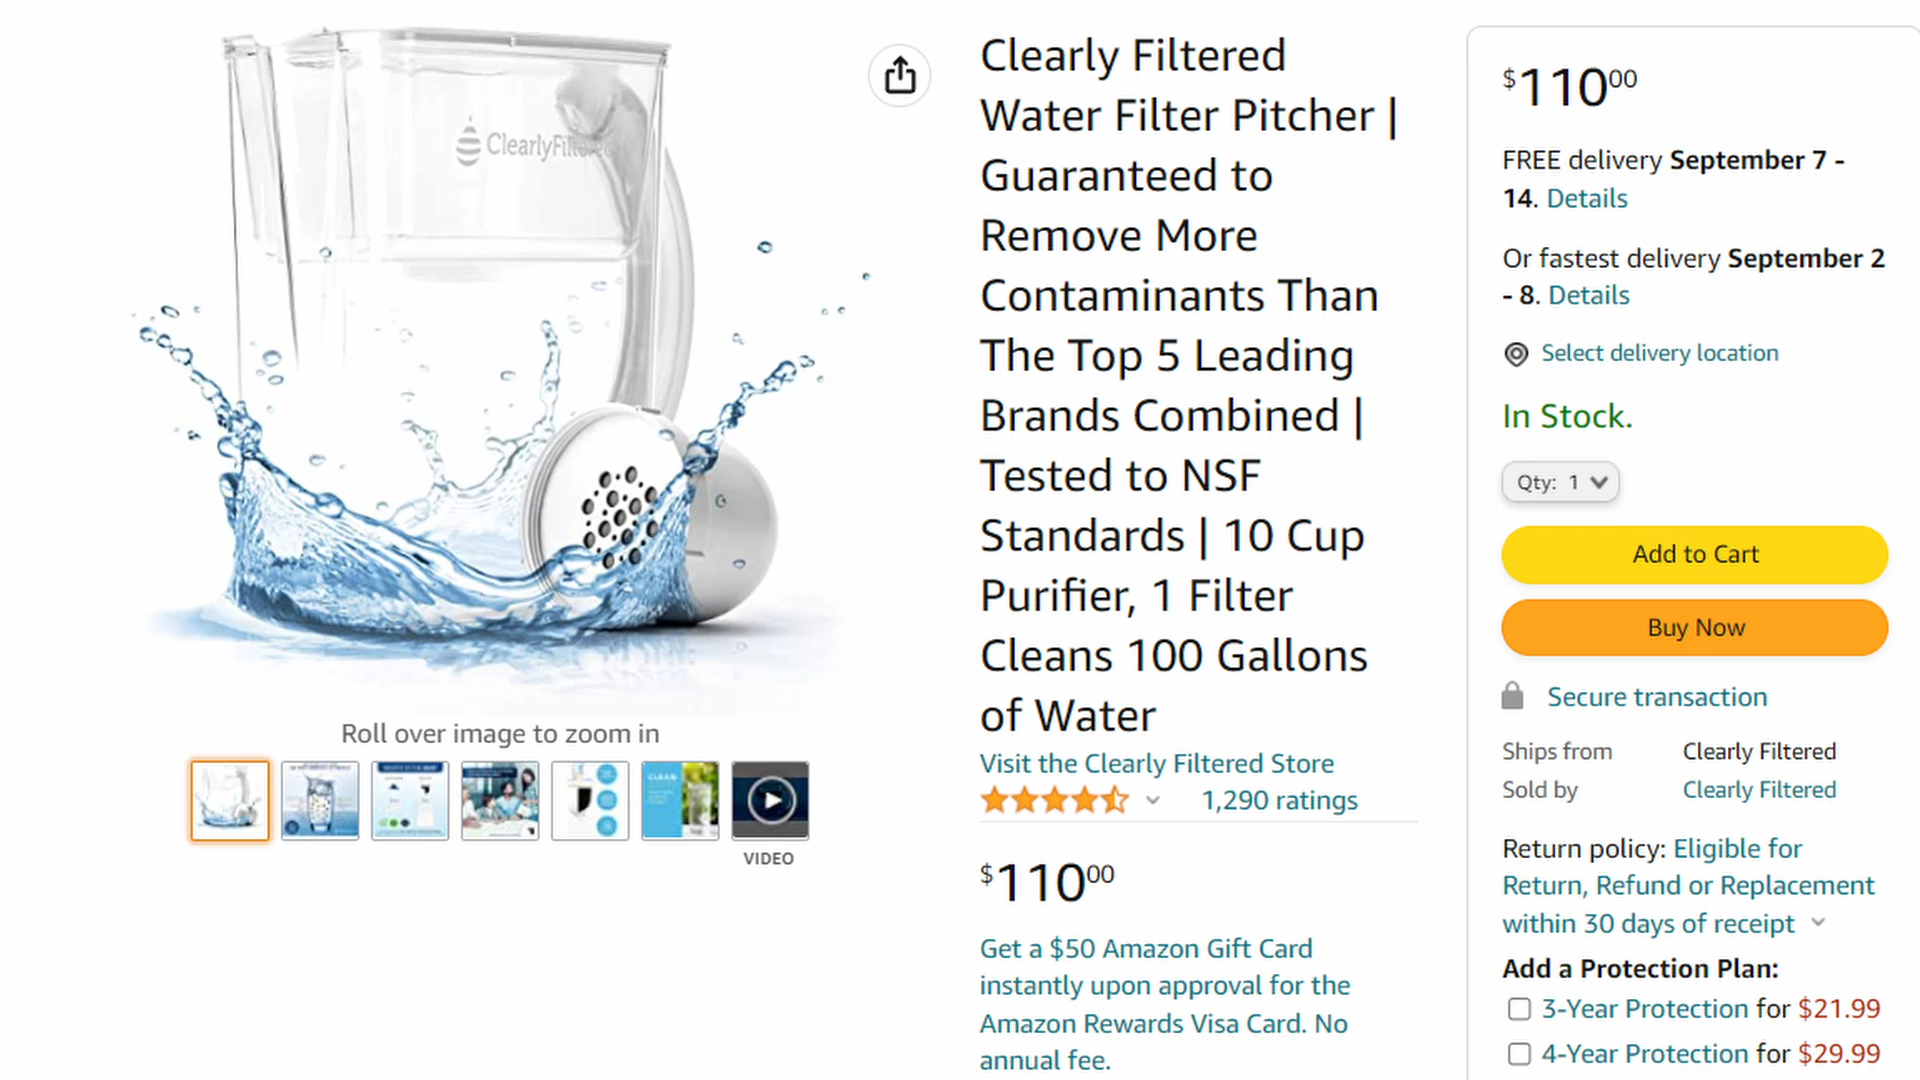 ClearlyFiltered
Roll over image to zoom in
VIDEO
Clearly Filtered
Water Filter Pitcher |
Guaranteed to
Remove More
Contaminants Than
The Top 5 Leading
Brands Combined |
Tested to NSF
Standards | 10 Cup
Purifier, 1 Filter
Cleans 100 Gallons
of Water
Visit the Clearly Filtered Store
1,290 ratings
$11000
Get a $50 Amazon Gift Card
instantly upon approval for the
Amazon Rewards Visa Card. No
annual fee.
$11000
FREE delivery September 7 -
14. Details
Or fastest delivery September 2
- 8. Details
Select delivery location
In Stock.
Qty: 1
Add to Cart
Buy Now
Secure transaction
Ships from Clearly Filtered
Sold by Clearly Filtered
Return policy: Eligible for
Return, Refund or Replacement
within 30 days of receipt
Add a Protection Plan:
3-Year Protection for $21.99
4-Year Protection for $29.99